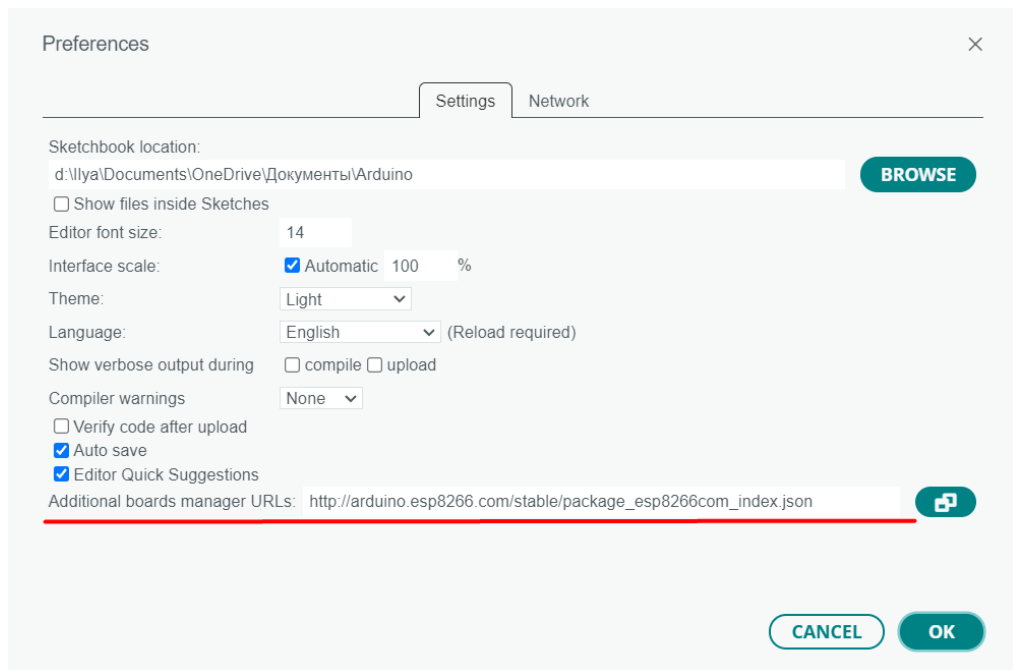 Preferences
Settings Network
Sketchbook location:
d:\Ilya\Documents\OneDrive\Документы\Arduino BROWSE
Show files inside Sketches
Editor font size: 14
Interface scale: Automatic 100 %
Theme: Light
Language: English (Reload required)
Show verbose output during compile upload
Compiler warnings None
Verify code after upload
Auto save
Editor Quick Suggestions
Additional boards manager URLs: http://arduino.esp8266.com/stable/package_esp8266com_index.json
CANCEL OK